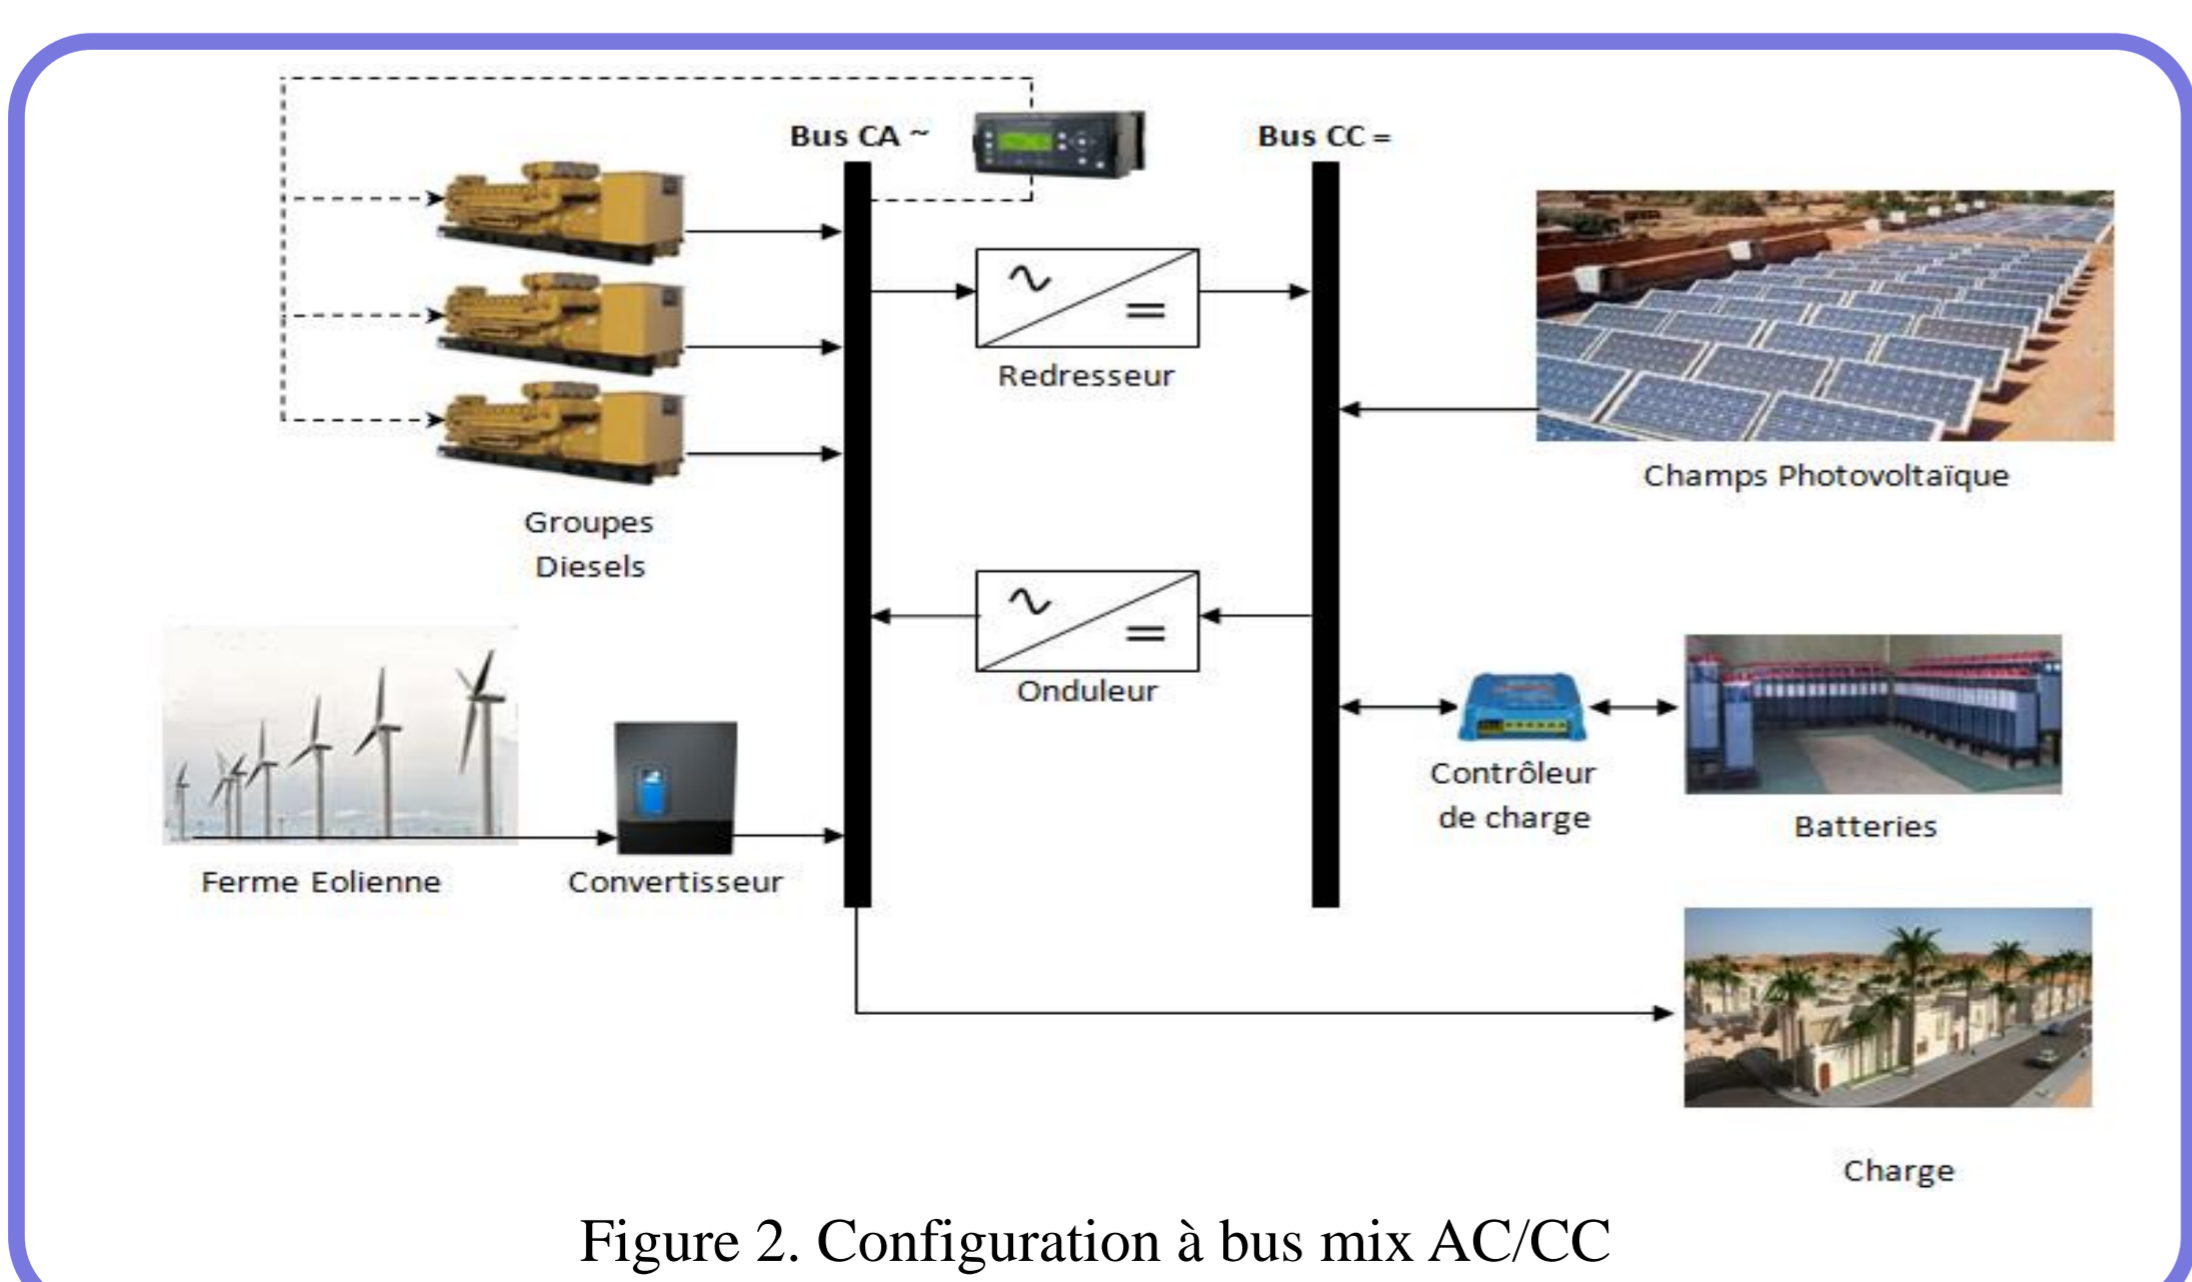 Bus CA ~
Bus CC =
Redresseur
Champs Photovoltaïque
Groupes
Diesels
Onduleur
Contrôleur
de charge
Batteries
Ferme Eolienne
Convertisseur
Charge
Figure 2. Configuration à bus mix AC/CC